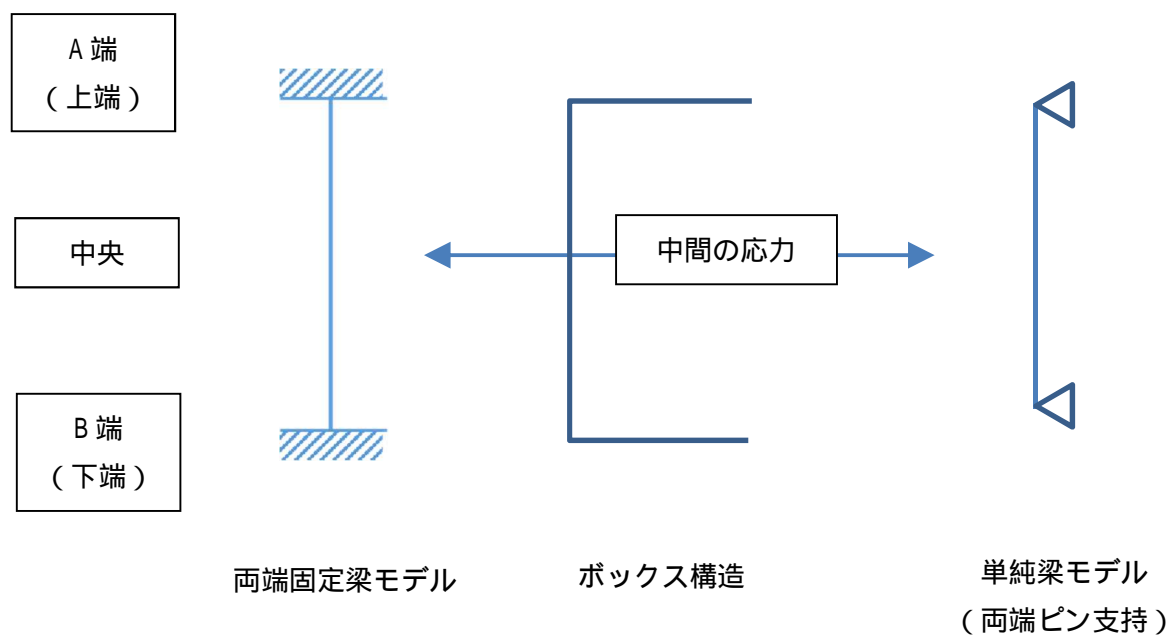 A端
（上端）
中央
中間の応力
B端
（下端）
両端固定梁モデル
ボックス構造
単純梁モデル
（両端ピン支持）